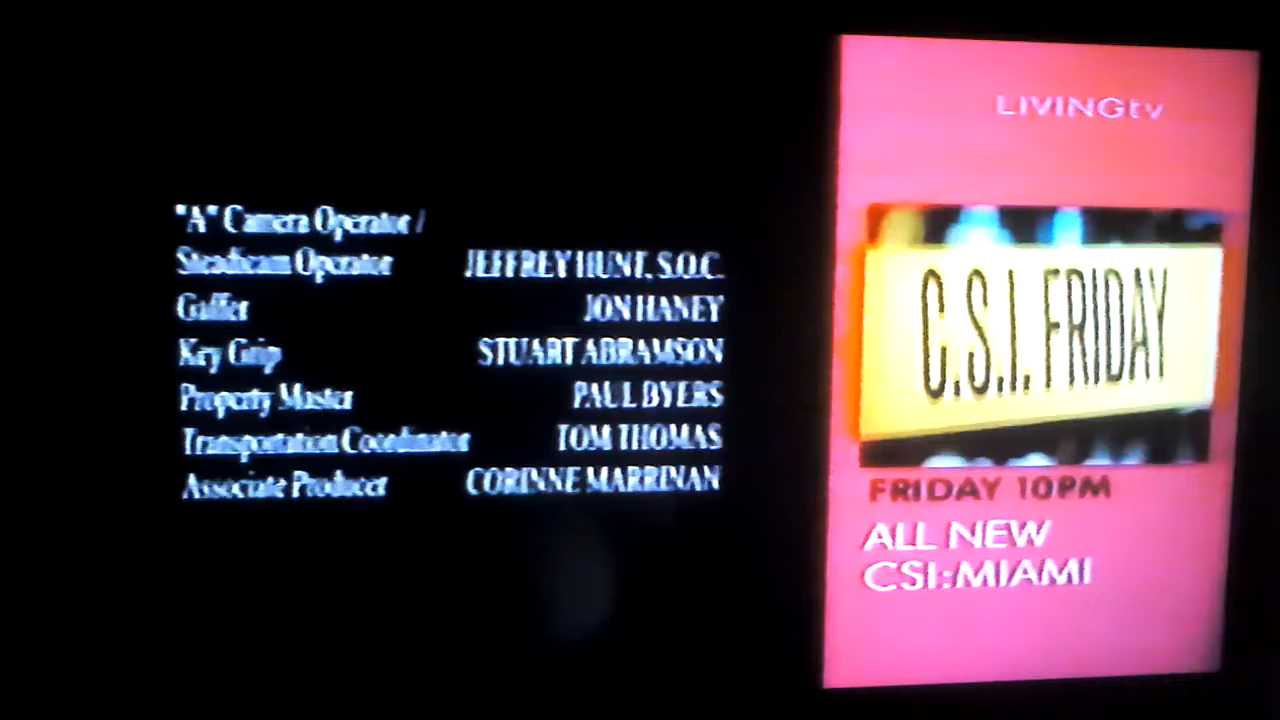 "A" Camera Operator /
Steadicam Operator JEFFREY HUNT, S.O.C.
Gaffer JON HANEY
Key Grip STUART ABRAMSON
Property Master PAUL BYERS
Transportation Coordinator TOM THOMAS
Associate Producer CORINNE MARRINAN
LIVINGtv
C.S.I. FRIDAY
FRIDAY 10PM
ALL NEW
CSI:MIAMI